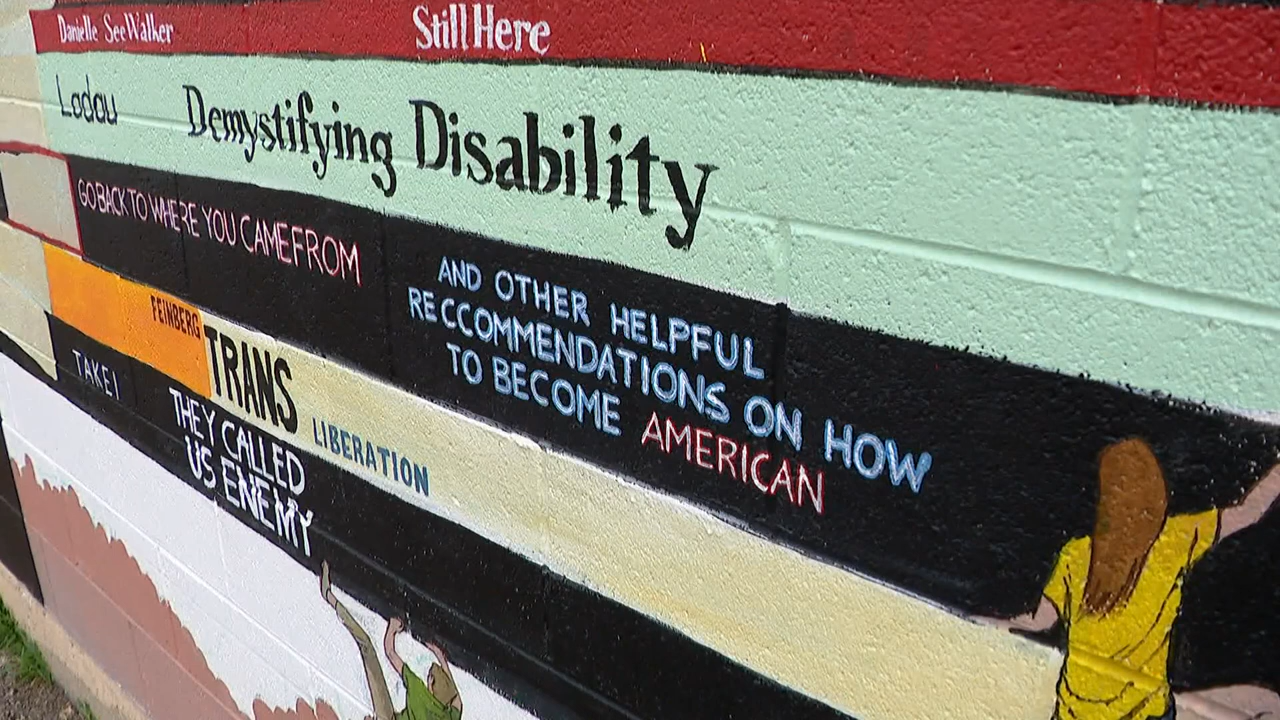 Danielle SeeWalker Still Here
Ladau Demystifying Disability
GO BACK TO WHERE YOU CAME FROM
AND OTHER HELPFUL
RECCOMMENDATIONS ON HOW
TO BECOME AMERICAN
FEINBERG TRANS LIBERATION
TAKEI THEY CALLED
US ENEMY